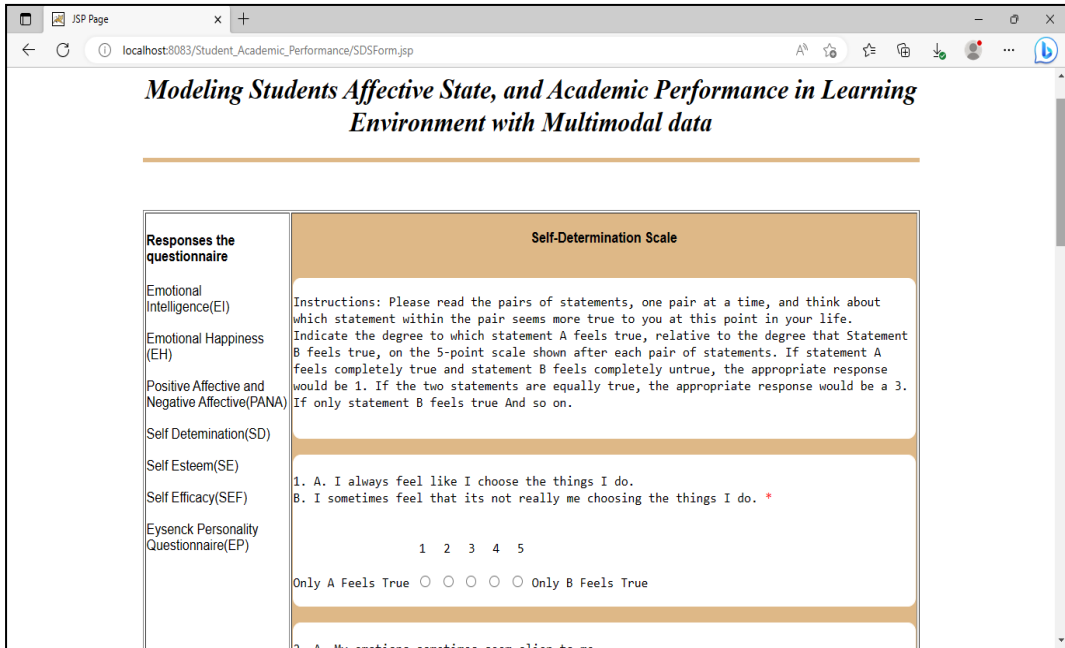 JSP Page
localhost:8083/Student_Academic_Performance/SDSForm.jsp
Modeling Students Affective State, and Academic Performance in Learning
Environment with Multimodal data
Responses the
questionnaire
Emotional
Intelligence(EI)
Emotional Happiness
(EH)
Positive Affective and
Negative Affective(PANA)
Self Detemination(SD)
Self Esteem(SE)
Self Efficacy(SEF)
Eysenck Personality
Questionnaire(EP)
Self-Determination Scale
Instructions: Please read the pairs of statements, one pair at a time, and think about
which statement within the pair seems more true to you at this point in your life.
Indicate the degree to which statement A feels true, relative to the degree that Statement
B feels true, on the 5-point scale shown after each pair of statements. If statement A
feels completely true and statement B feels completely untrue, the appropriate response
would be 1. If the two statements are equally true, the appropriate response would be a 3.
If only statement B feels true And so on.
1. A. I always feel like I choose the things I do.
B. I sometimes feel that its not really me choosing the things I do. *
1 2 3 4 5
Only A Feels True Only B Feels True
2. A. My emotions sometimes seem alien to me.